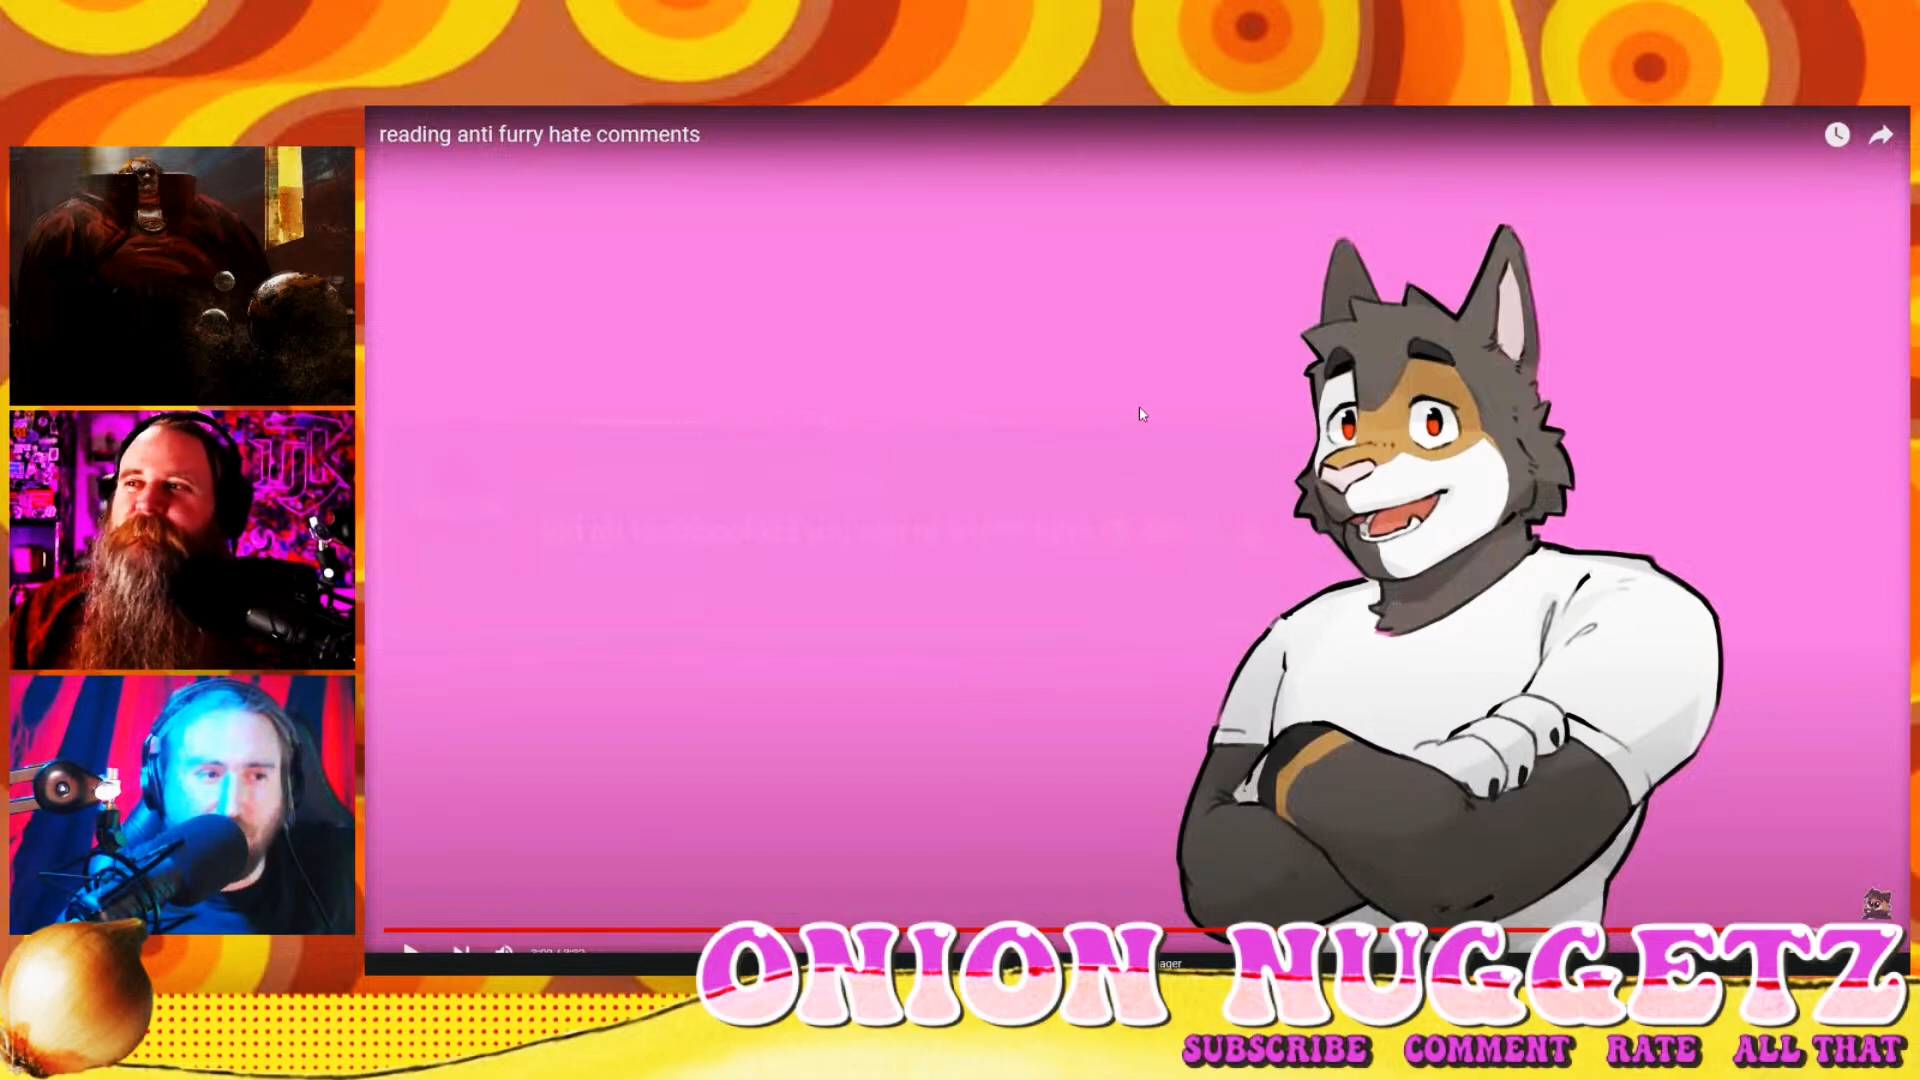 reading anti furry hate comments
ONION NUGGETZ
SUBSCRIBE COMMENT RATE ALL THAT